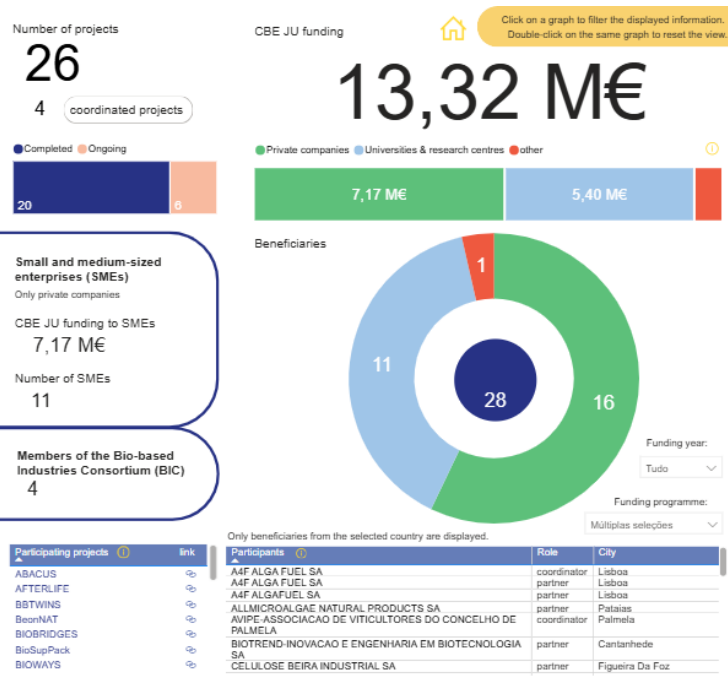 Number of projects
26
4 coordinated projects
Completed Ongoing
20 6
CBE JU funding
Click on a graph to filter the displayed information.
Double-click on the same graph to reset the view.
13,32 M€
Private companies Universities & research centres other
7,17 M€ 5,40 M€
Small and medium-sized
enterprises (SMEs)
Only private companies
CBE JU funding to SMEs
7,17 M€
Number of SMEs
11
Members of the Bio-based
Industries Consortium (BIC)
4
Beneficiaries
1
11
28
16
Funding year:
Tudo
Funding programme:
Múltiplas seleções
Participating projects link
ABACUS
AFTERLIFE
BBTWINS
BeonNAT
BIOBRIDGES
BioSupPack
BIOWAYS
Only beneficiaries from the selected country are displayed.
Participants Role City
A4F ALGA FUEL SA coordinator Lisboa
A4F ALGA FUEL SA partner Lisboa
A4F ALGAFUEL SA partner Lisboa
ALLMICROALGAE NATURAL PRODUCTS SA partner Pataias
AVIPE-ASSOCIACAO DE VITICULTORES DO CONCELHO DE coordinator Palmela
PALMELA
BIOTREND-INOVACAO E ENGENHARIA EM BIOTECNOLOGIA partner Cantanhede
SA
CELULOSE BEIRA INDUSTRIAL SA partner Figueira Da Foz